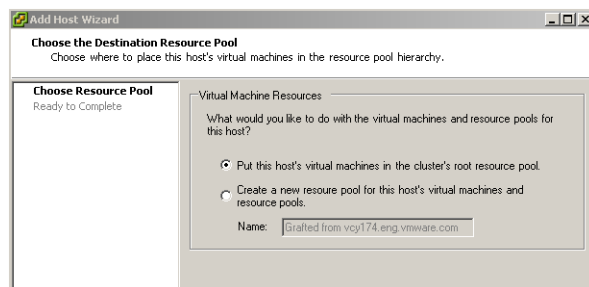 Add Host Wizard
Choose the Destination Resource Pool
Choose where to place this host's virtual machines in the resource pool hierarchy.
Choose Resource Pool
Ready to Complete
Virtual Machine Resources
What would you like to do with the virtual machines and resource pools for
this host?
Put this host's virtual machines in the cluster's root resource pool.
Create a new resoure pool for this host's virtual machines and
resource pools.
Name: Grafted from vcy174.eng.vmware.com